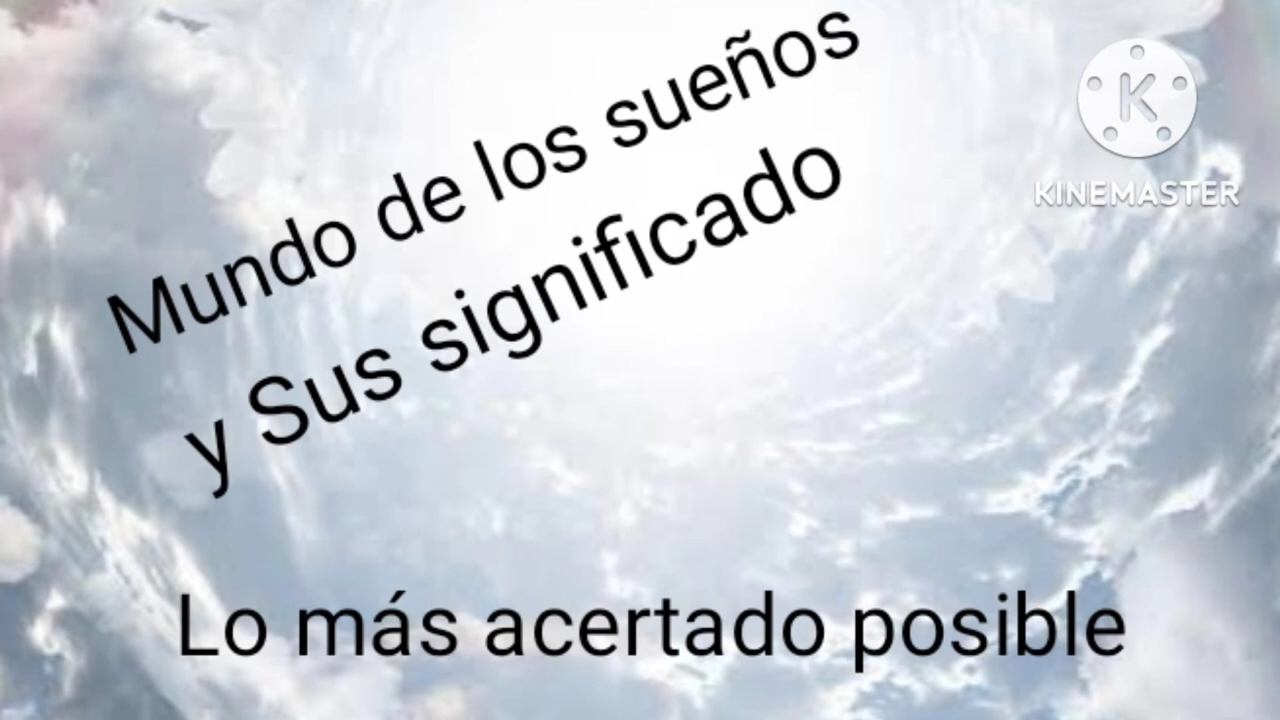 Mundo de los sueños
y Sus significado
K
KINEMASTER
Lo más acertado posible